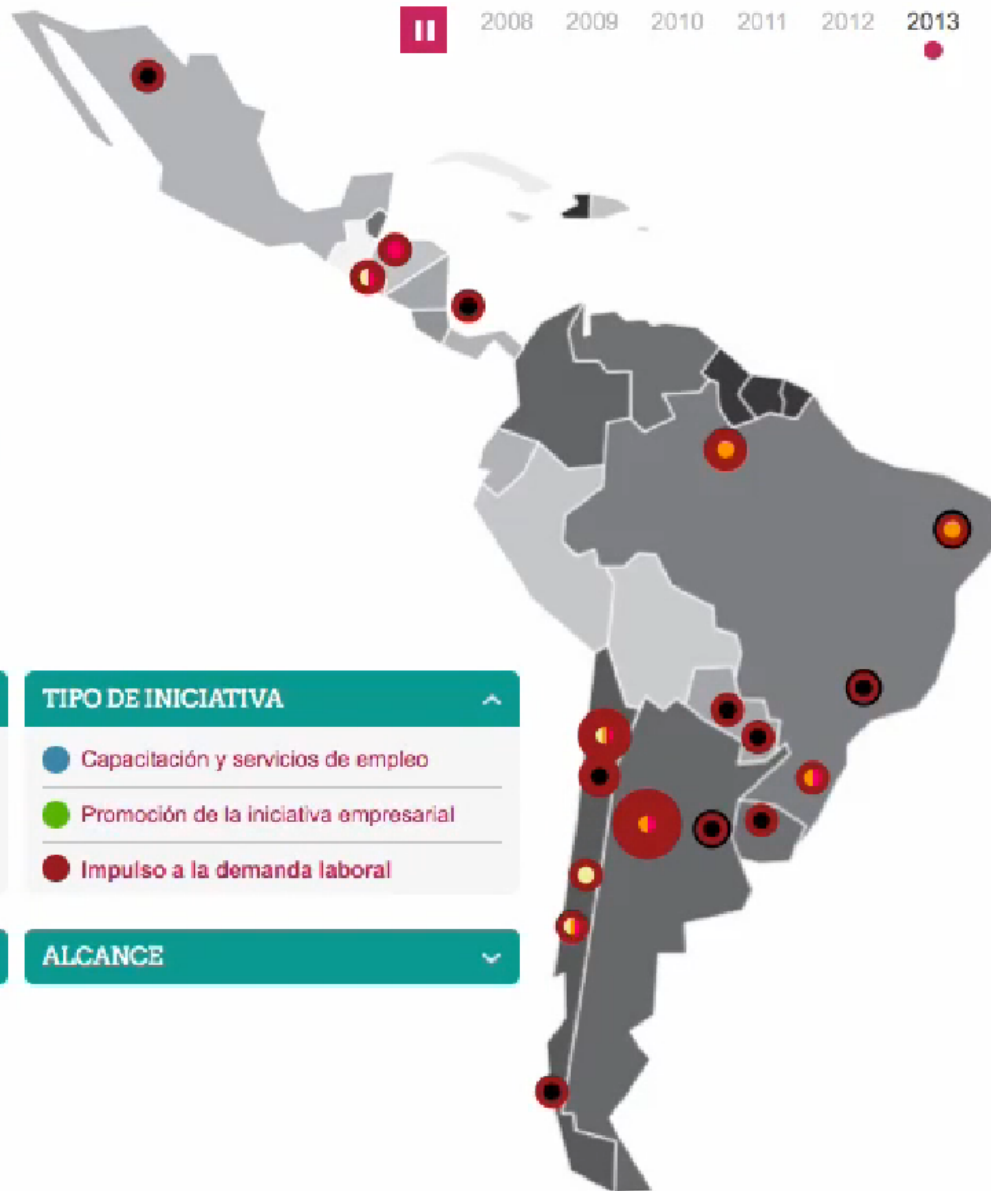 2008 2009 2010 2011 2012 2013
TIPO DE INICIATIVA
Capacitación y servicios de empleo
Promoción de la iniciativa empresarial
Impulso a la demanda laboral
ALCANCE